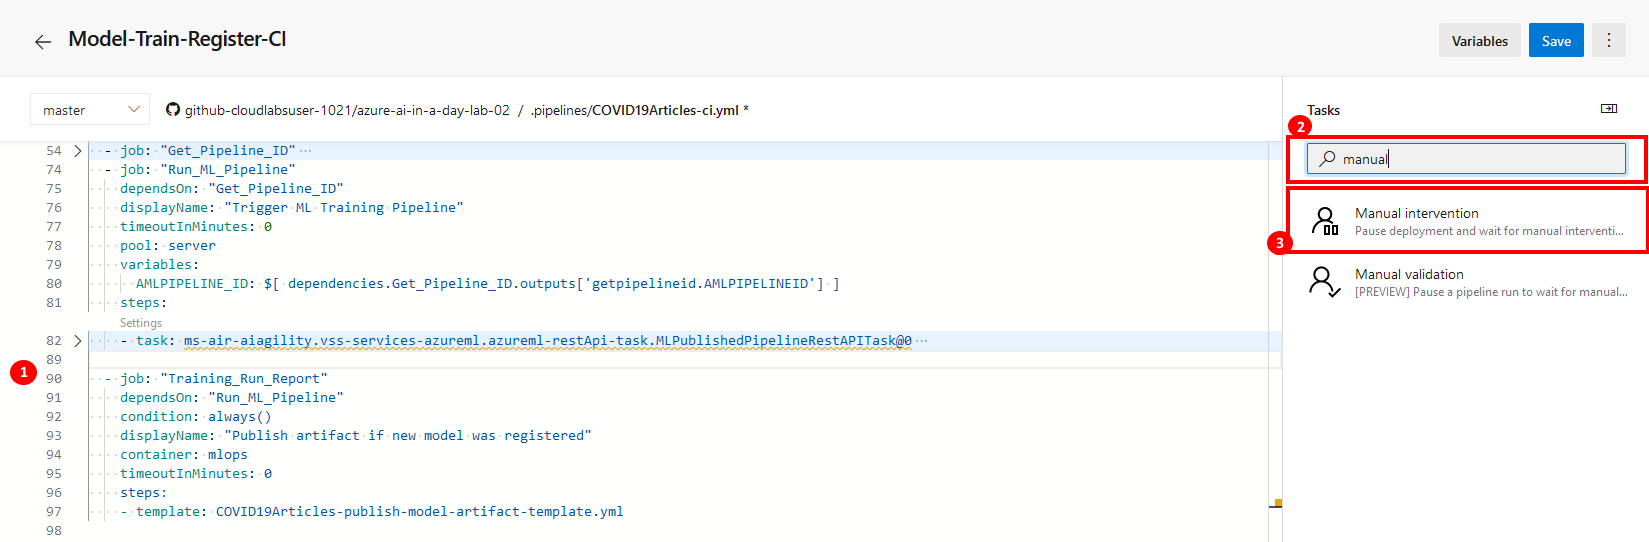 Model-Train-Register-CI
Variables
Save
master
github-cloudlabsuser-1021/azure-ai-in-a-day-lab-02 / .pipelines/COVID19Articles-ci.yml *
54 - job: "Get_Pipeline_ID" ...
74 - job: "Run_ML_Pipeline"
75 dependsOn: "Get_Pipeline_ID"
76 displayName: "Trigger ML Training Pipeline"
77 timeoutInMinutes: 0
78 pool: server
79 variables:
80 AMLPIPELINE_ID: $[ dependencies.Get_Pipeline_ID.outputs['getpipelineid.AMLPIPELINEID'] ]
81 steps:
Settings
82 - task: ms-air-aiagility.vss-services-azureml.azureml-restApi-task.MLPublishedPipelineRestAPITask@0 ...
89
1
90 - job: "Training_Run_Report"
91 dependsOn: "Run_ML_Pipeline"
92 condition: always()
93 displayName: "Publish artifact if new model was registered"
94 container: mlops
95 timeoutInMinutes: 0
96 steps:
97 - template: COVID19Articles-publish-model-artifact-template.yml
98
Tasks
2
manual
3
Manual intervention
Pause deployment and wait for manual interventi...
Manual validation
[PREVIEW] Pause a pipeline run to wait for manual...